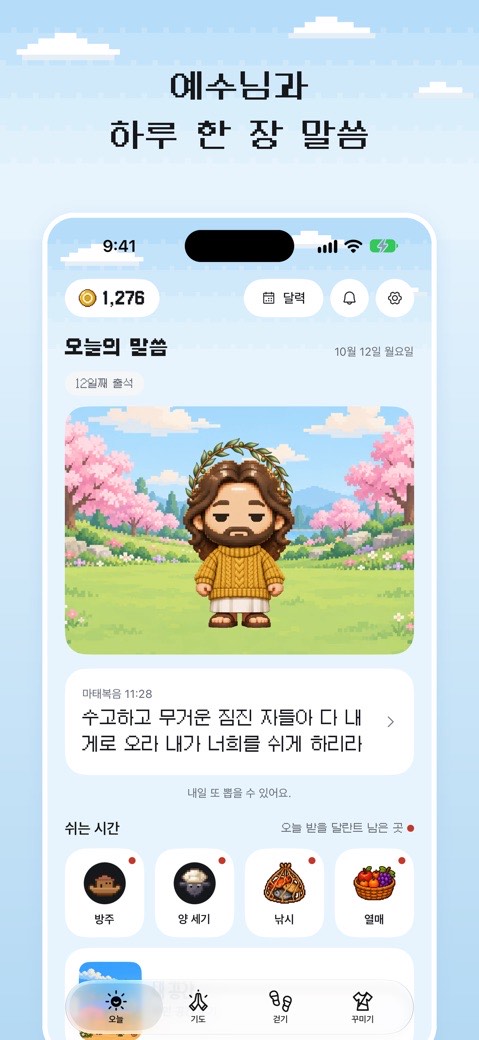 예수님과
하루 한 장 말씀
9:41
1,276
달력
오늘의 말씀
10월 12일 월요일
12일째 출석
마태복음 11:28
수고하고 무거운 짐진 자들아 다 내
게로 오라 내가 너희를 쉬게 하리라
내일 또 뽑을 수 있어요.
쉬는 시간
오늘 받을 달란트 남은 곳
방주
양 세기
낚시
열매
오늘
기도
걷기
꾸미기